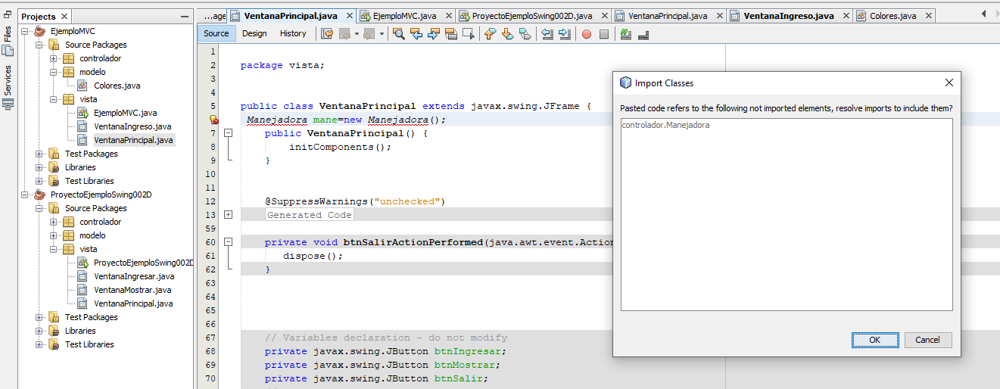 Files
Services
Projects
EjemploMVC
Source Packages
controlador
modelo
Colores.java
vista
EjemploMVC.java
VentanaIngreso.java
VentanaPrincipal.java
Test Packages
Libraries
Test Libraries
ProyectoEjemploSwing002D
Source Packages
controlador
modelo
vista
ProyectoEjemploSwing002D
VentanaIngresar.java
VentanaMostrar.java
VentanaPrincipal.java
Test Packages
Libraries
Test Libraries
...age VentanaPrincipal.java EjemploMVC.java ProyectoEjemploSwing002D.java VentanaPrincipal.java VentanaIngreso.java Colores.java
Source Design History
1
2 package vista;
3
4
5 public class VentanaPrincipal extends javax.swing.JFrame {
Manejadora mane=new Manejadora();
7 public VentanaPrincipal() {
8 initComponents();
9 }
10
11
12 @SuppressWarnings("unchecked")
13 Generated Code
59
60 private void btnSalirActionPerformed(java.awt.event.Action
61 dispose();
62 }
63
64
65
66
67 // Variables declaration - do not modify
68 private javax.swing.JButton btnIngresar;
69 private javax.swing.JButton btnMostrar;
70 private javax.swing.JButton btnSalir;
Import Classes
Pasted code refers to the following not imported elements, resolve imports to include them?
controlador.Manejadora
OK Cancel